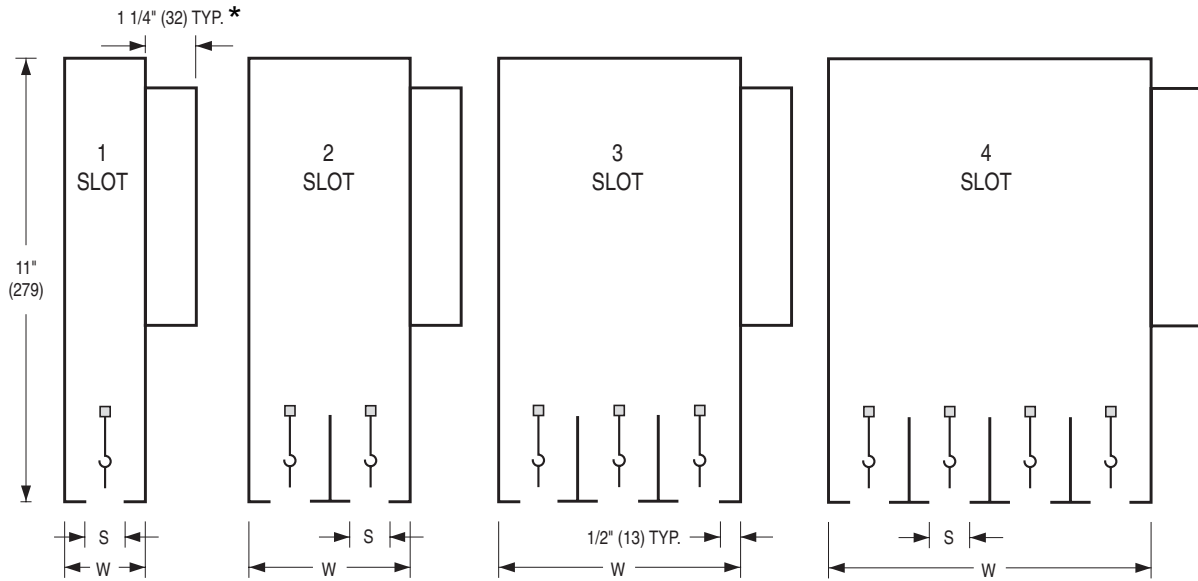 1 1/4" (32) TYP. *
1
SLOT
2
SLOT
3
SLOT
4
SLOT
11"
(279)
S
S
1/2" (13) TYP.
S
W
W
W
W